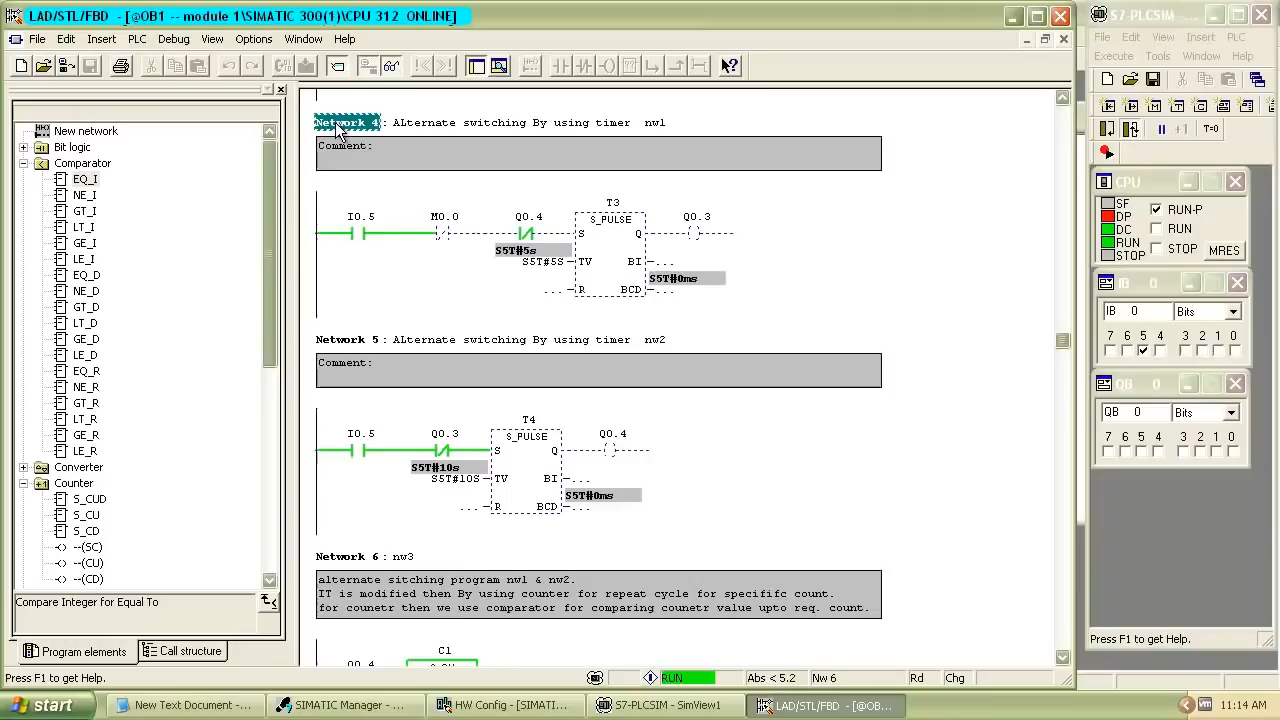 LAD/STL/FBD - [@OB1 -- module 1\SIMATIC 300(1)\CPU 312 ONLINE]
S7-PLCSIM - ...
File Edit Insert PLC Debug View Options Window Help
File Edit View Insert PLC
Execute Tools Window Help
+1 T=0
New network
Bit logic
Comparator
EQ_I
NE_I
GT_I
LT_I
GE_I
LE_I
EQ_D
NE_D
GT_D
LT_D
GE_D
LE_D
EQ_R
NE_R
GT_R
LT_R
GE_R
LE_R
Converter
Counter
S_CUD
S_CU
S_CD
--(SC)
--(CU)
--(CD)
Compare Integer for Equal To
Program elements Call structure
Network 4 : Alternate switching By using timer nw1
Comment:
T3
I0.5 M0.0 Q0.4 S_PULSE Q0.3
S Q
S5T#5s
S5T#5S TV BI ...
S5T#0ms
... R BCD ...
Network 5 : ALternate switching By using timer nw2
Comment:
T4
I0.5 Q0.3 S_PULSE Q0.4
S Q
S5T#10s
S5T#10S TV BI ...
S5T#0ms
... R BCD ...
Network 6 : nw3
alternate sitching program nw1 & nw2.
IT is modified then By using counter for repeat cycle for specififc count.
for counetr then we use comparator for comparing counetr value upto req. count.
C1
Q0.4
CPU
SF
DP
DC
RUN
STOP
RUN-P
RUN
STOP MRES
IB 0
IB 0 Bits
7 6 5 4 3 2 1 0
QB 0
QB 0 Bits
7 6 5 4 3 2 1 0
Press F1 to get Help.
Press F1 to get Help. RUN Abs < 5.2 Nw 6 Rd Chg
start New Text Document - ... SIMATIC Manager - ... HW Config - [SIMATI... S7-PLCSIM - SimView1 LAD/STL/FBD - [@OB... 11:14 AM